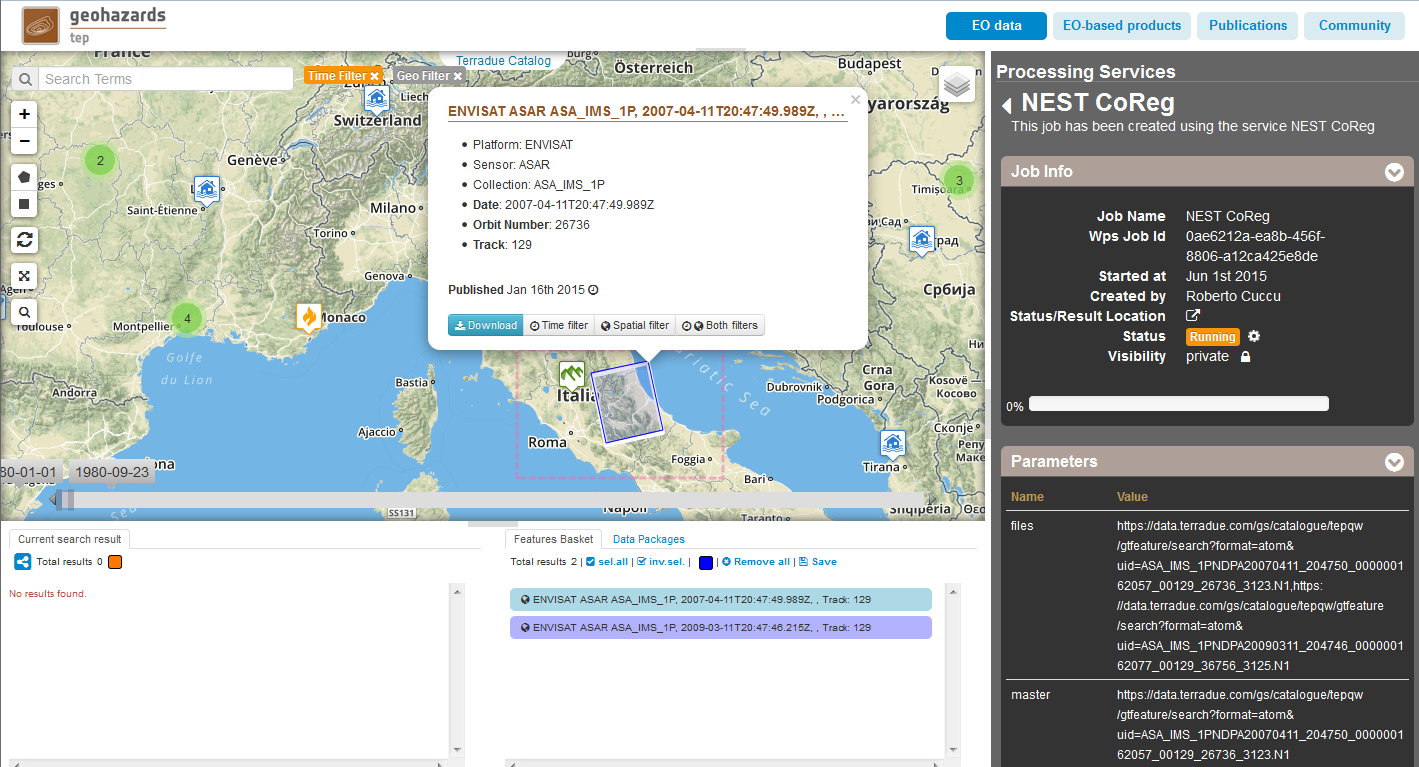 geohazards
tep
EO data
EO-based products
Publications
Community
France
Terradue Catalog
Search Terms
Time Filter ×
Geo Filter ×
Österreich
Budapest
Switzerland
Genève
Saint-Étienne
Milano
Torino
Genova
Monaco
Montpellier
Toulouse
Golfe
du Lion
Andorra
Bastia
Ajaccio
Italia
Roma
Foggia
Bari
Napoli
Taranto
Adriatic Sea
Dubrovnik
Podgorica
Crna
Gora
Kosovë
Косово
Скопје
Tirana
Shqipëria
Србија
Timișoara
2
4
3
SS131
80-01-01
1980-09-23
ENVISAT ASAR ASA_IMS_1P, 2007-04-11T20:47:49.989Z, , ...
×
Platform: ENVISAT
Sensor: ASAR
Collection: ASA_IMS_1P
Date: 2007-04-11T20:47:49.989Z
Orbit Number: 26736
Track: 129
Published Jan 16th 2015
Download
Time filter
Spatial filter
Both filters
Current search result
Total results 0
No results found.
Features Basket
Data Packages
Total results 2 | sel.all | inv.sel. | | Remove all | Save
ENVISAT ASAR ASA_IMS_1P, 2007-04-11T20:47:49.989Z, , Track: 129
ENVISAT ASAR ASA_IMS_1P, 2009-03-11T20:47:46.215Z, , Track: 129
Processing Services
NEST CoReg
This job has been created using the service NEST CoReg
Job Info
Job Name NEST CoReg
Wps Job Id 0ae6212a-ea8b-456f-
8806-a12ca425e8de
Started at Jun 1st 2015
Created by Roberto Cuccu
Status/Result Location
Status Running
Visibility private
0%
Parameters
Name Value
files https://data.terradue.com/gs/catalogue/tepqw
/gtfeature/search?format=atom&
uid=ASA_IMS_1PNDPA20070411_204750_0000001
62057_00129_26736_3123.N1,https:
//data.terradue.com/gs/catalogue/tepqw/gtfeature
/search?format=atom&
uid=ASA_IMS_1PNDPA20090311_204746_0000001
62077_00129_36756_3125.N1
master https://data.terradue.com/gs/catalogue/tepqw
/gtfeature/search?format=atom&
uid=ASA_IMS_1PNDPA20070411_204750_0000001
62057_00129_26736_3123.N1